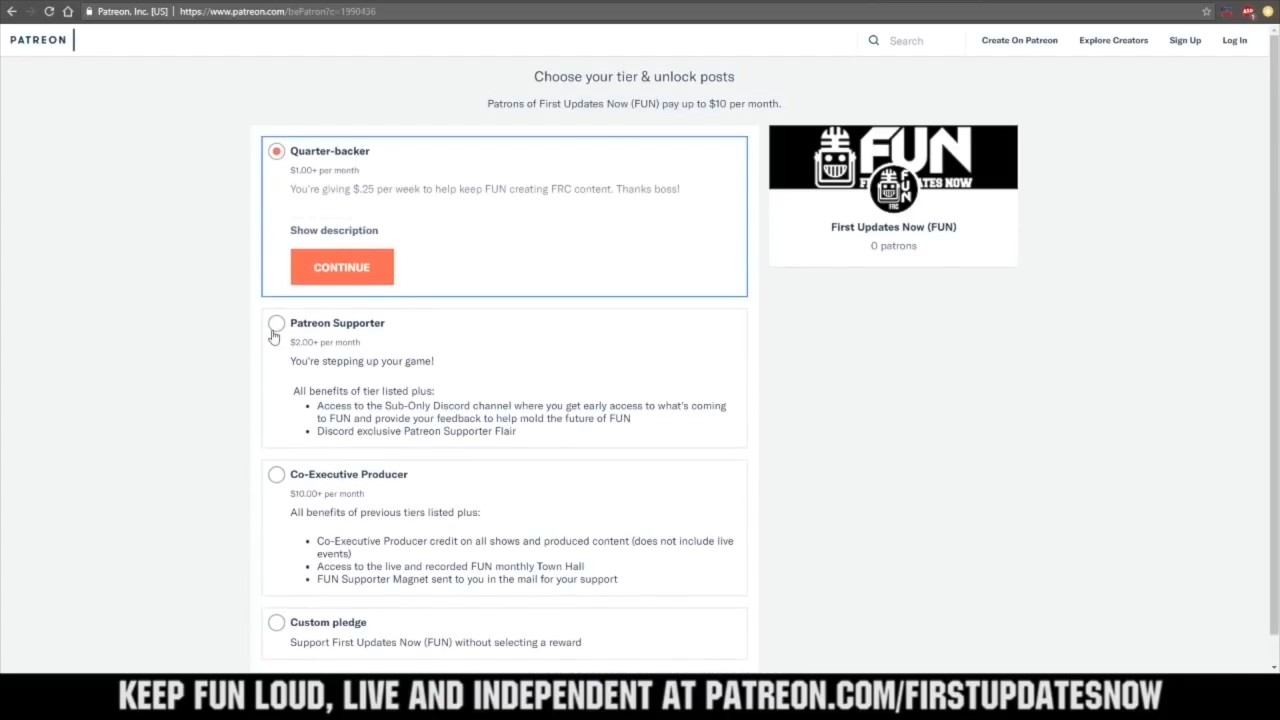 Patreon, Inc. [US] | https://www.patreon.com/bePatron?c=1990436
PATREON
Search
Create On Patreon
Explore Creators
Sign Up
Log In
Choose your tier & unlock posts
Patrons of First Updates Now (FUN) pay up to $10 per month.
Quarter-backer
$1.00+ per month
You're giving $.25 per week to help keep FUN creating FRC content. Thanks boss!
Show description
CONTINUE
FUN
First Updates Now (FUN)
0 patrons
Patreon Supporter
$2.00+ per month
You're stepping up your game!
All benefits of tier listed plus:
Access to the Sub-Only Discord channel where you get early access to what's coming
to FUN and provide your feedback to help mold the future of FUN
Discord exclusive Patreon Supporter Flair
Co-Executive Producer
$10.00+ per month
All benefits of previous tiers listed plus:
Co-Executive Producer credit on all shows and produced content (does not include live
events)
Access to the live and recorded FUN monthly Town Hall
FUN Supporter Magnet sent to you in the mail for your support
Custom pledge
Support First Updates Now (FUN) without selecting a reward
KEEP FUN LOUD, LIVE AND INDEPENDENT AT PATREON.COM/FIRSTUPDATESNOW